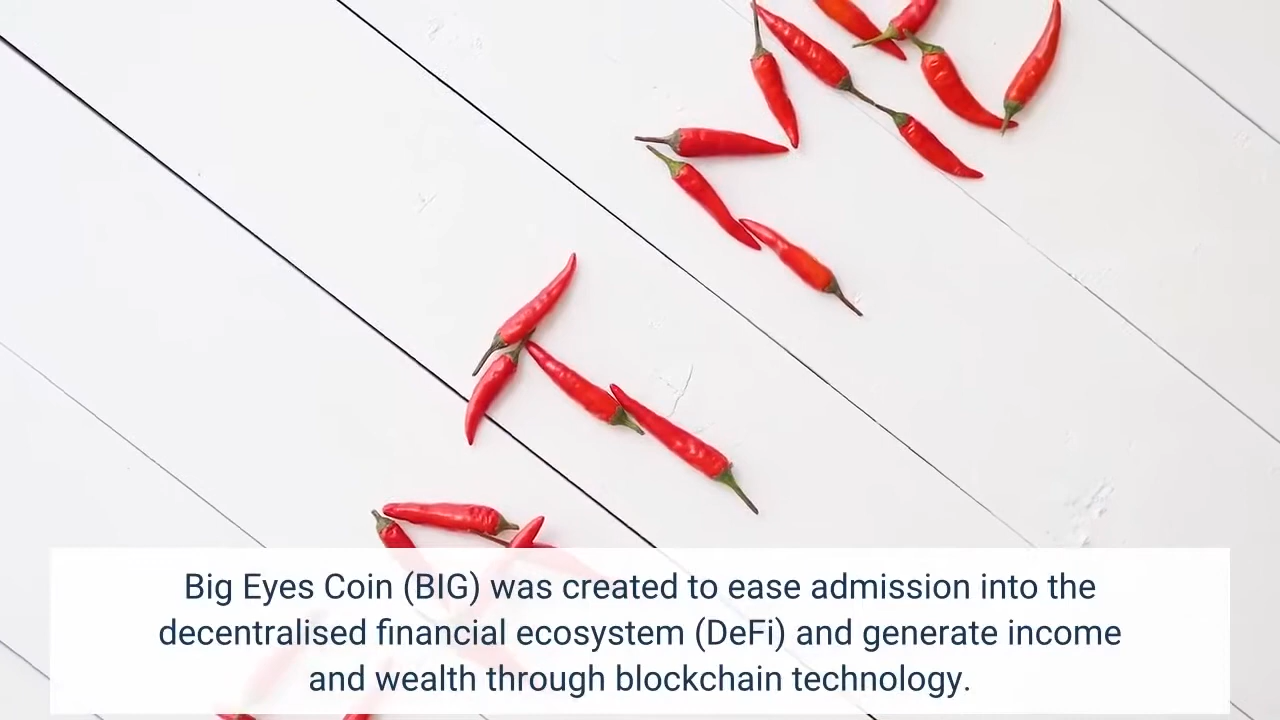 Big Eyes Coin (BIG) was created to ease admission into the
decentralised financial ecosystem (DeFi) and generate income
and wealth through blockchain technology.